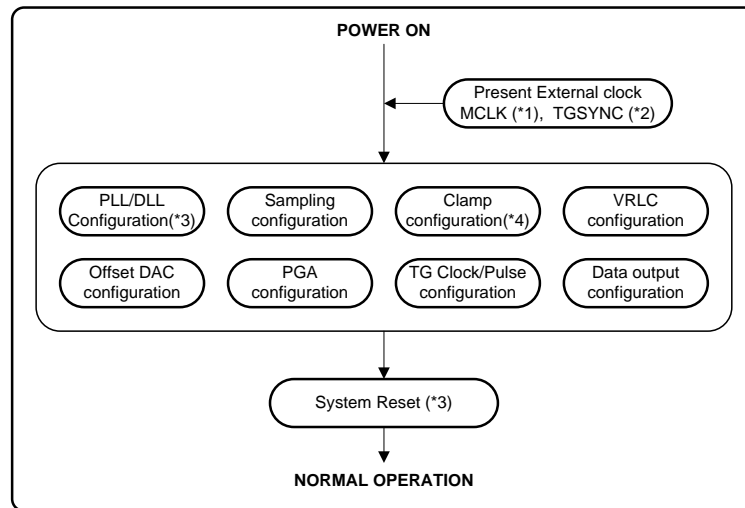 POWER ON
Present External clock
MCLK (*1), TGSYNC (*2)
PLL/DLL
Configuration(*3)
Sampling
configuration
Clamp
configuration(*4)
VRLC
configuration
Offset DAC
configuration
PGA
configuration
TG Clock/Pulse
configuration
Data output
configuration
System Reset (*3)
NORMAL OPERATION